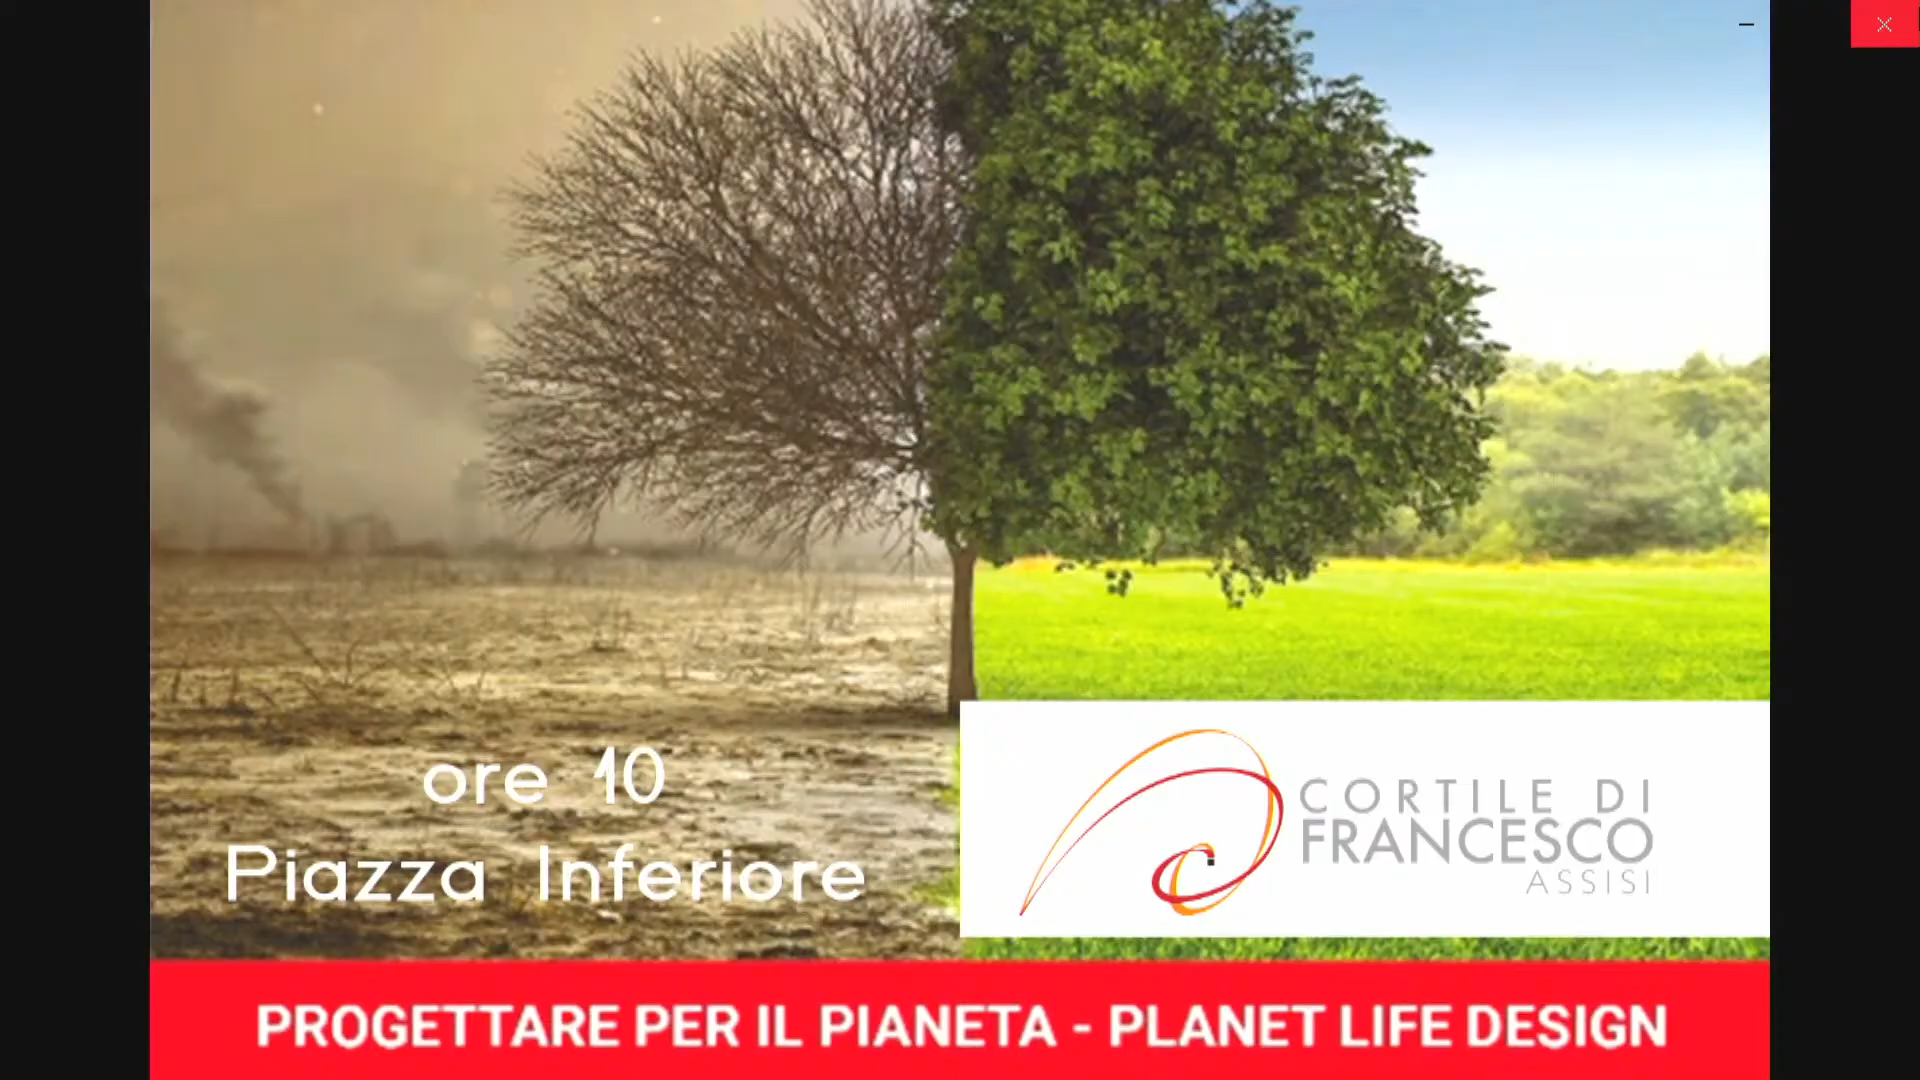 ore 10
Piazza Inferiore
CORTILE DI
FRANCESCO
ASSISI
PROGETTARE PER IL PIANETA - PLANET LIFE DESIGN